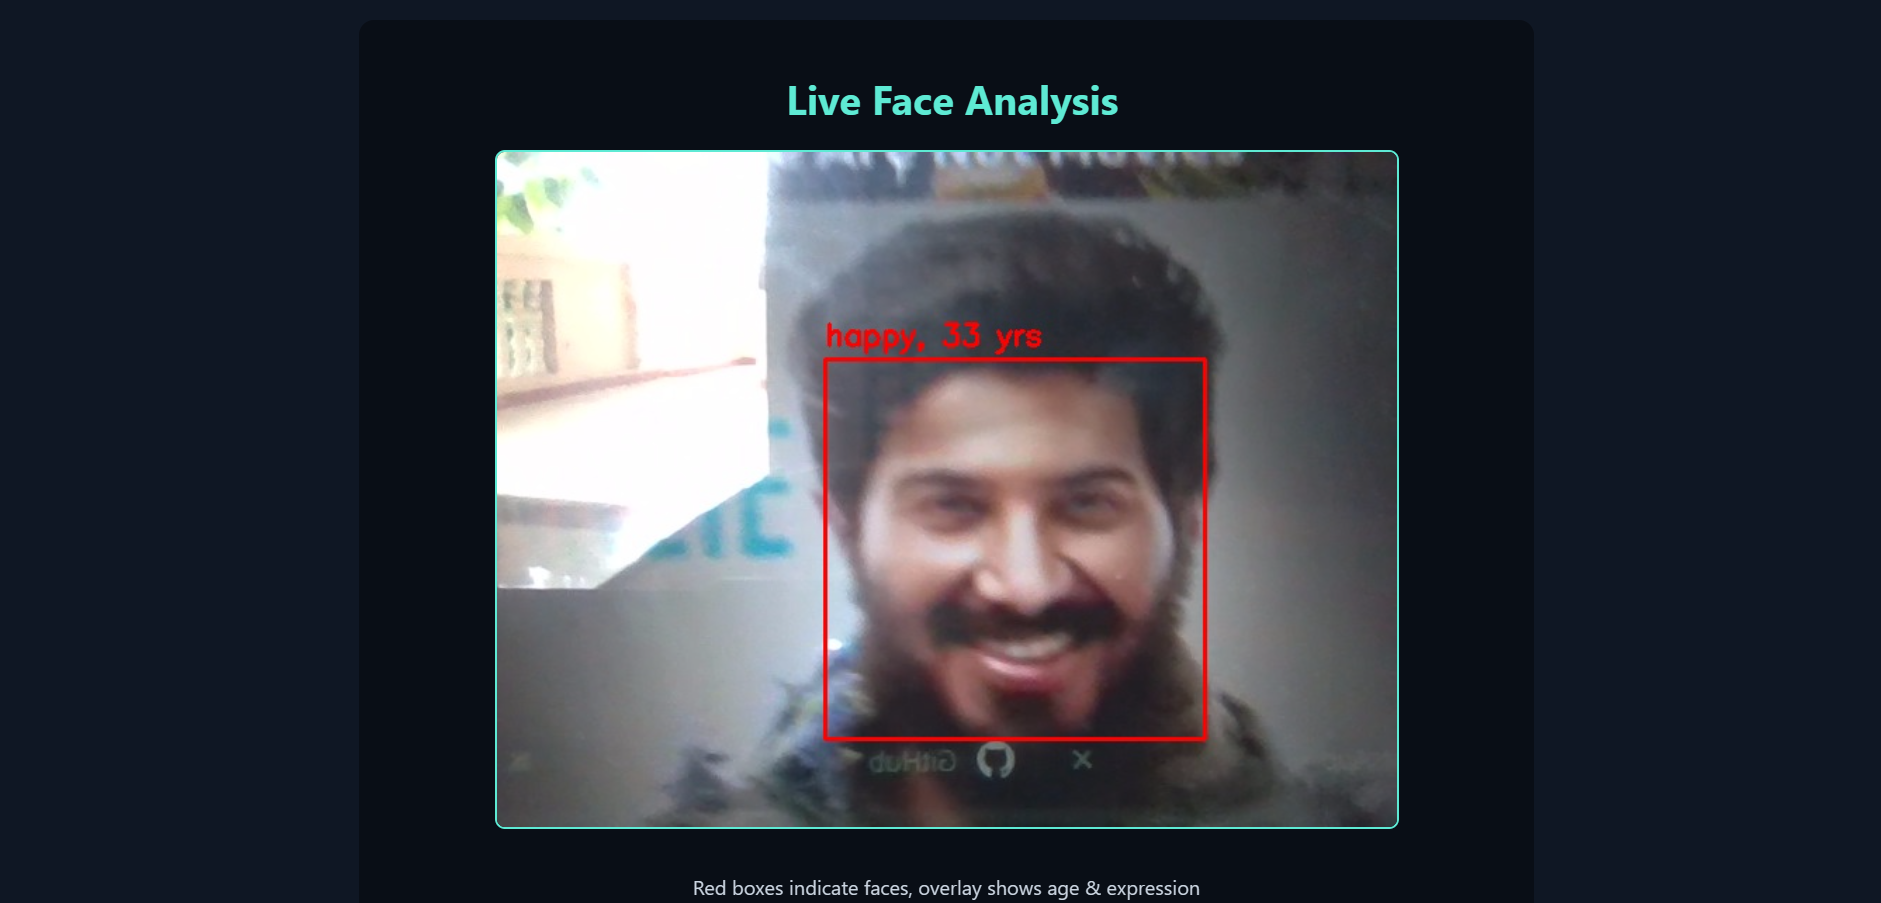 Live Face Analysis
happy, 33 yrs
GitHub
Red boxes indicate faces, overlay shows age & expression